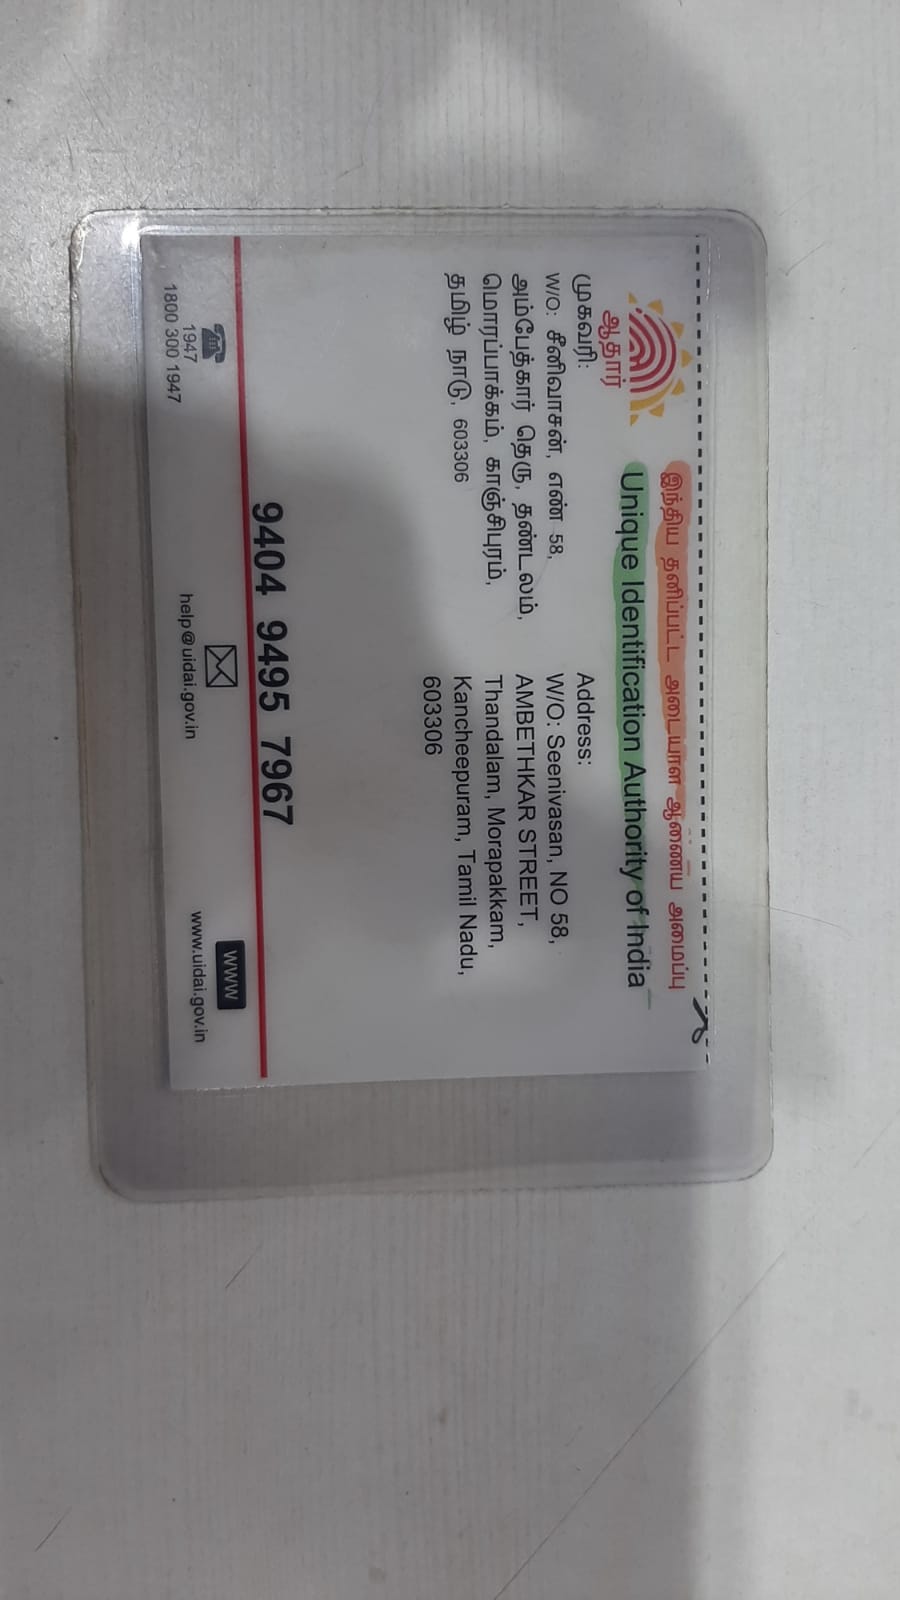 இந்திய தனிப்பட்ட அடையாள ஆணைய அமைப்பு
Unique Identification Authority of India
ஆதார்
முகவரி:
W/O: சீனிவாசன், எண் 58,
அம்பேத்கார் தெரு, தண்டலம்,
மொரப்பாக்கம், காஞ்சிபுரம்,
தமிழ் நாடு, 603306
Address:
W/O: Seenivasan, NO 58,
AMBETHKAR STREET,
Thandalam, Morapakkam,
Kancheepuram, Tamil Nadu,
603306
9404 9495 7967
1947
1800 300 1947
help@uidai.gov.in
WWW
www.uidai.gov.in